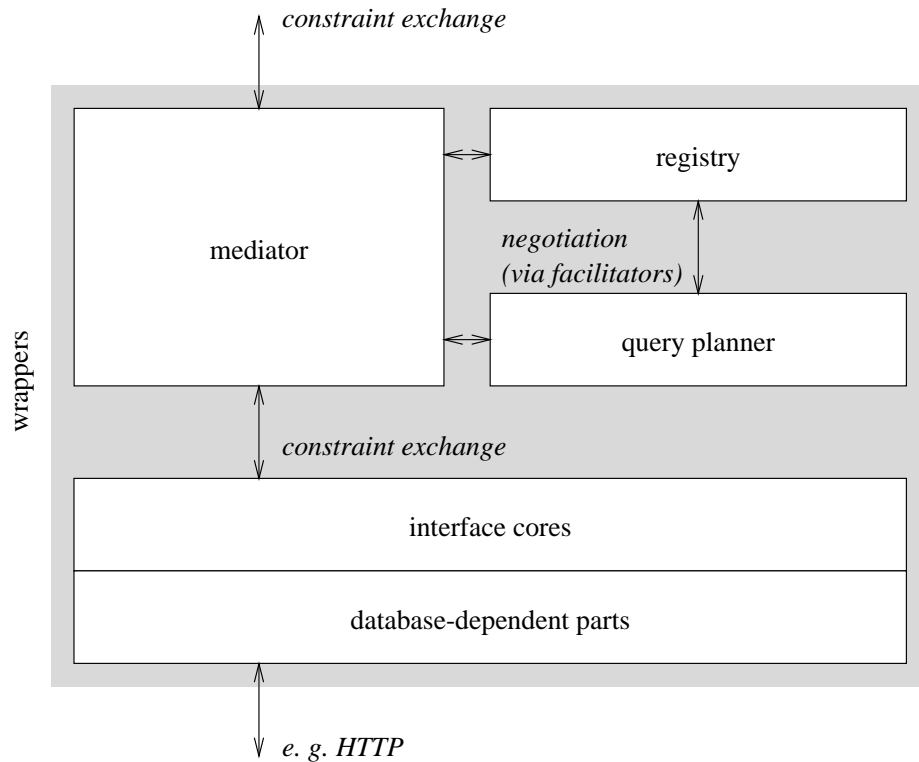 constraint exchange
registry
mediator
negotiation
(via facilitators)
query planner
wrappers
constraint exchange
interface cores
database-dependent parts
e. g. HTTP